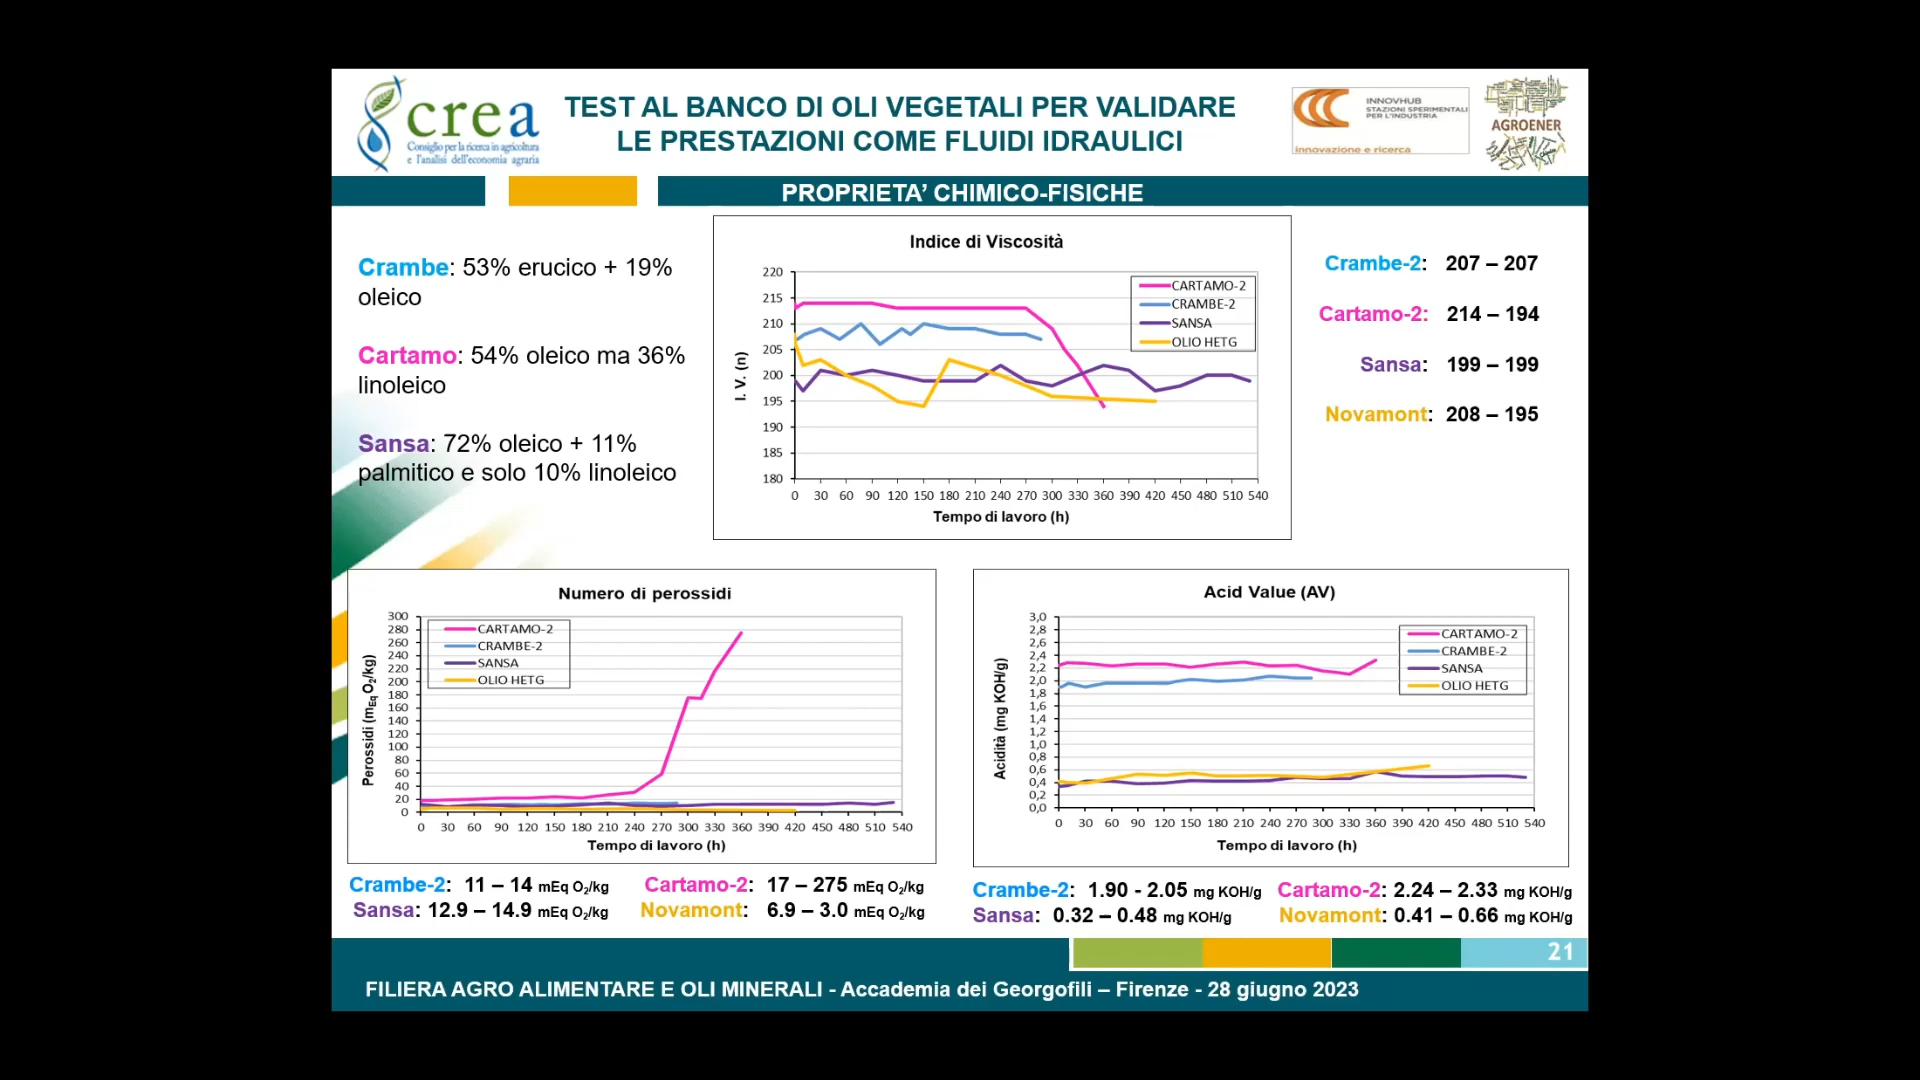 crea
Consiglio per la ricerca in agricoltura
e l'analisi dell'economia agraria
TEST AL BANCO DI OLI VEGETALI PER VALIDARE
LE PRESTAZIONI COME FLUIDI IDRAULICI
INNOVHUB
STAZIONI SPERIMENTALI
PER L'INDUSTRIA
innovazione e ricerca
AGROENER
PROPRIETA' CHIMICO-FISICHE
Crambe: 53% erucico + 19%
oleico
Cartamo: 54% oleico ma 36%
linoleico
Sansa: 72% oleico + 11%
palmitico e solo 10% linoleico
Indice di Viscosità
220
215
210
205
200
195
190
185
180
I. V. (n)
CARTAMO-2
CRAMBE-2
SANSA
OLIO HETG
0 30 60 90 120 150 180 210 240 270 300 330 360 390 420 450 480 510 540
Tempo di lavoro (h)
Crambe-2: 207 – 207
Cartamo-2: 214 – 194
Sansa: 199 – 199
Novamont: 208 – 195
Numero di perossidi
300
280
260
240
220
200
180
160
140
120
100
80
60
40
20
0
Perossidi (mEq O2/kg)
CARTAMO-2
CRAMBE-2
SANSA
OLIO HETG
0 30 60 90 120 150 180 210 240 270 300 330 360 390 420 450 480 510 540
Tempo di lavoro (h)
Crambe-2: 11 – 14 mEq O2/kg Cartamo-2: 17 – 275 mEq O2/kg
Sansa: 12.9 – 14.9 mEq O2/kg Novamont: 6.9 – 3.0 mEq O2/kg
Acid Value (AV)
3,0
2,8
2,6
2,4
2,2
2,0
1,8
1,6
1,4
1,2
1,0
0,8
0,6
0,4
0,2
0,0
Acidità (mg KOH/g)
CARTAMO-2
CRAMBE-2
SANSA
OLIO HETG
0 30 60 90 120 150 180 210 240 270 300 330 360 390 420 450 480 510 540
Tempo di lavoro (h)
Crambe-2: 1.90 - 2.05 mg KOH/g Cartamo-2: 2.24 – 2.33 mg KOH/g
Sansa: 0.32 – 0.48 mg KOH/g Novamont: 0.41 – 0.66 mg KOH/g
21
FILIERA AGRO ALIMENTARE E OLI MINERALI - Accademia dei Georgofili – Firenze - 28 giugno 2023